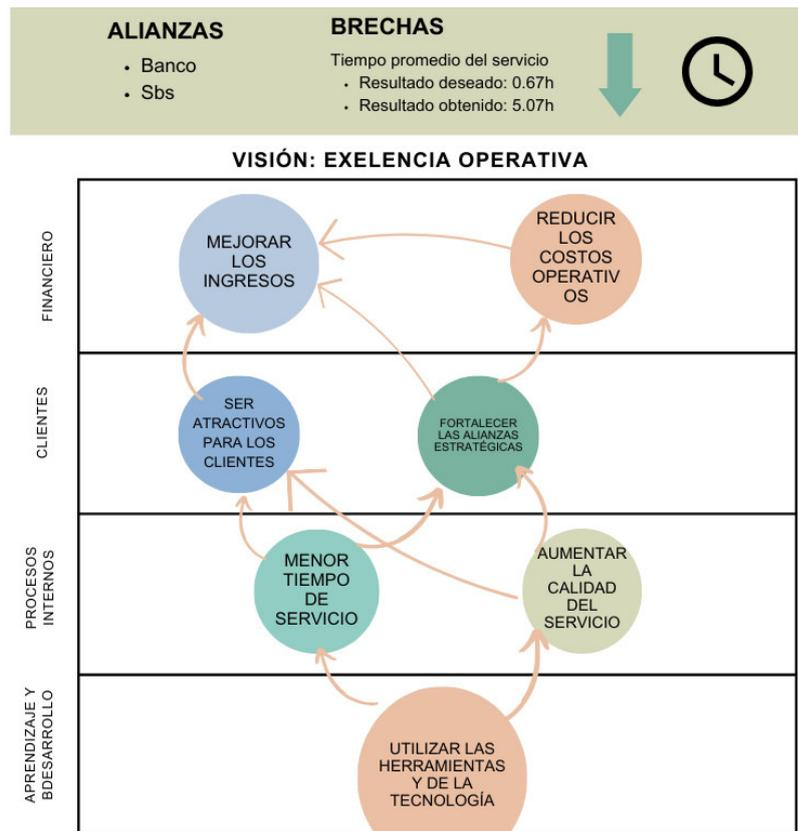 ALIANZAS
Banco
Sbs
BRECHAS
Tiempo promedio del servicio
Resultado deseado: 0.67h
Resultado obtenido: 5.07h
VISIÓN: EXELENCIA OPERATIVA
FINANCIERO
MEJORAR
LOS
INGRESOS
REDUCIR
LOS
COSTOS
OPERATIV
OS
CLIENTES
SER
ATRACTIVOS
PARA LOS
CLIENTES
FORTALECER
LAS ALIANZAS
ESTRATÉGICAS
PROCESOS
INTERNOS
MENOR
TIEMPO
DE
SERVICIO
AUMENTAR
LA
CALIDAD
DEL
SERVICIO
APRENDIZAJE Y
BDESARROLLO
UTILIZAR LAS
HERRAMIENTAS
Y DE LA
TECNOLOGÍA